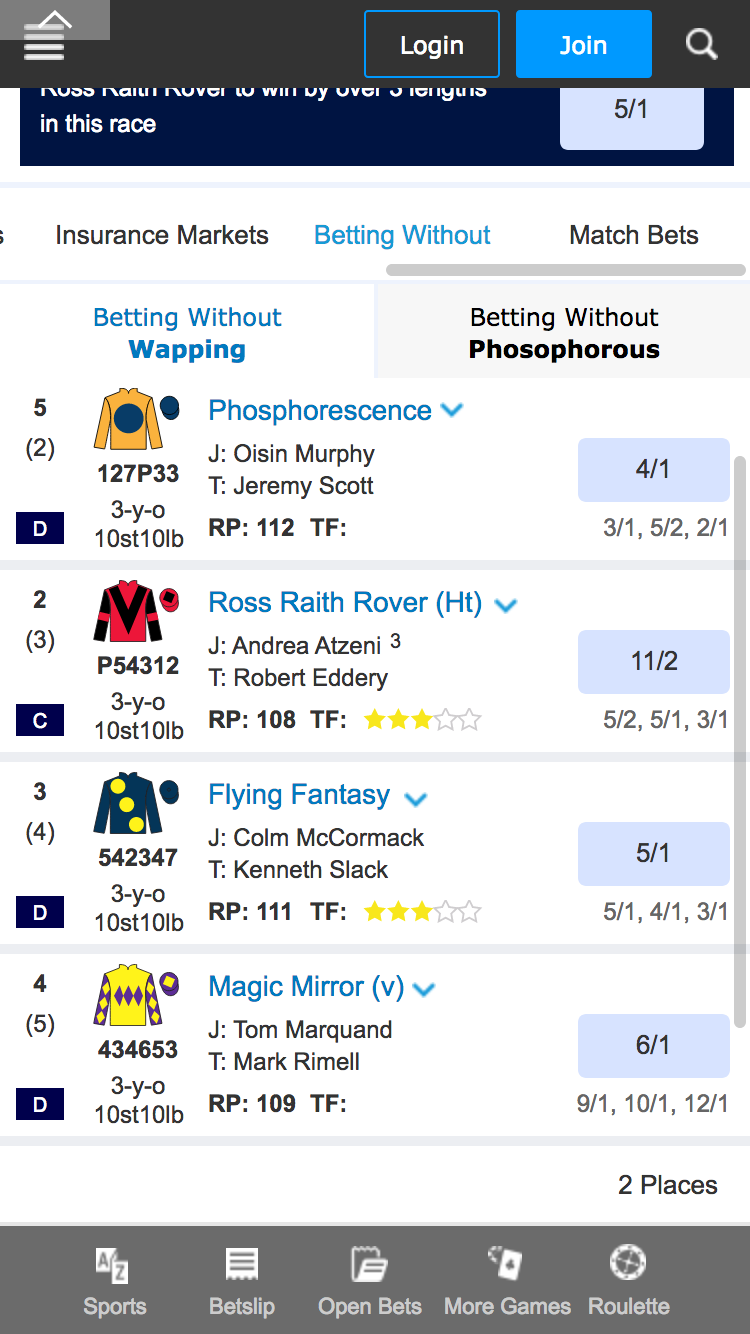 Login
Join
Ross Raith Rover to win by over 3 lengths
in this race
5/1
s
Insurance Markets
Betting Without
Match Bets
Betting Without
Wapping
Betting Without
Phosophorous
5
(2)
D
127P33
3-y-o
10st10lb
Phosphorescence
J: Oisin Murphy
T: Jeremy Scott
RP: 112 TF:
4/1
3/1, 5/2, 2/1
2
(3)
C
P54312
3-y-o
10st10lb
Ross Raith Rover (Ht)
J: Andrea Atzeni 3
T: Robert Eddery
RP: 108 TF:
11/2
5/2, 5/1, 3/1
3
(4)
D
542347
3-y-o
10st10lb
Flying Fantasy
J: Colm McCormack
T: Kenneth Slack
RP: 111 TF:
5/1
5/1, 4/1, 3/1
4
(5)
D
434653
3-y-o
10st10lb
Magic Mirror (v)
J: Tom Marquand
T: Mark Rimell
RP: 109 TF:
6/1
9/1, 10/1, 12/1
2 Places
A
Z
Sports
Betslip
Open Bets
More Games
Roulette